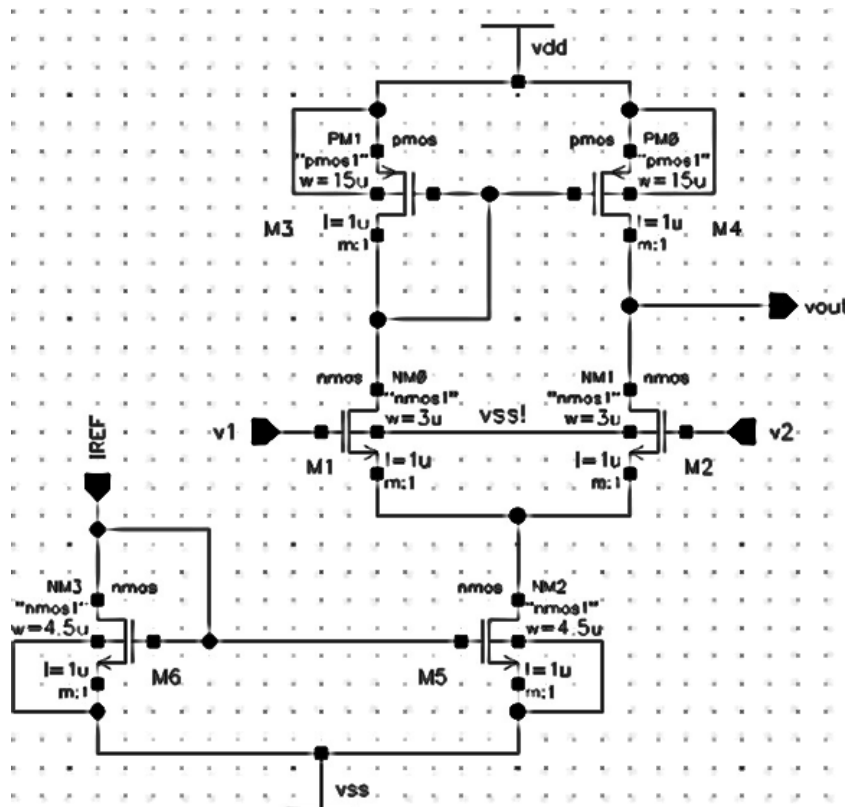 vdd
PM1 pmos
"pmos1"
w=15u
M3
l=1u
m:1
pmos PM0
"pmos1"
w=15u
l=1u
m:1
M4
vout
nmos NM0
"nmos1"
w=3u
v1
M1
l=1u
m:1
vss!
NM1 nmos
"nmos1"
w=3u
v2
l=1u
m:1
M2
IREF
NM3 nmos
"nmos1"
w=4.5u
l=1u
m:1
M6
nmos NM2
"nmos1"
w=4.5u
M5
l=1u
m:1
vss